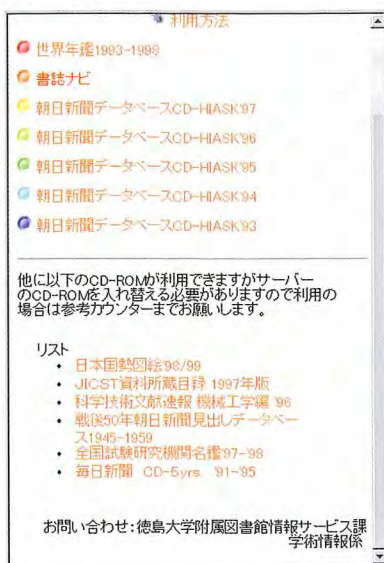 利用方法
世界年鑑1993-1998
書誌ナビ
朝日新聞データベースCD-HIASK'97
朝日新聞データベースCD-HIASK'96
朝日新聞データベースCD-HIASK'95
朝日新聞データベースCD-HIASK'94
朝日新聞データベースCD-HIASK'93
他に以下のCD-ROMが利用できますがサーバー
のCD-ROMを入れ替える必要がありますので利用の
場合は参考カウンターまでお願いします。
リスト
・ 日本国勢図絵'98/99
・ JICST資料所蔵目録 1997年版
・ 科学技術文献速報 機械工学編 '96
・ 戦後50年朝日新聞見出しデータベー
ス1945-1959
・ 全国試験研究機関名鑑'97-'98
・ 毎日新聞 CD-5yrs. '91-'95
お問い合わせ：徳島大学附属図書館情報サービス課
学術情報係